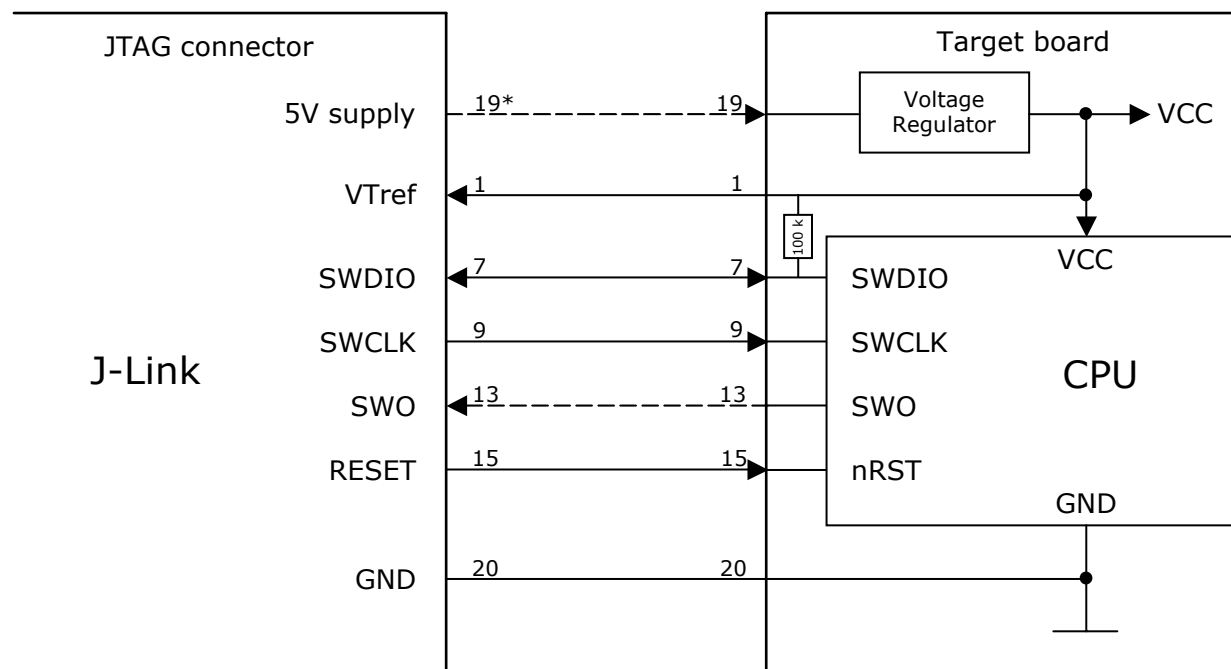 JTAG connector
Target board
5V supply 19* 19 Voltage Regulator VCC
VTref 1 1
100 k
VCC
SWDIO 7 7 SWDIO
SWCLK 9 9 SWCLK
J-Link
CPU
SWO 13 13 SWO
RESET 15 15 nRST
GND
GND 20 20